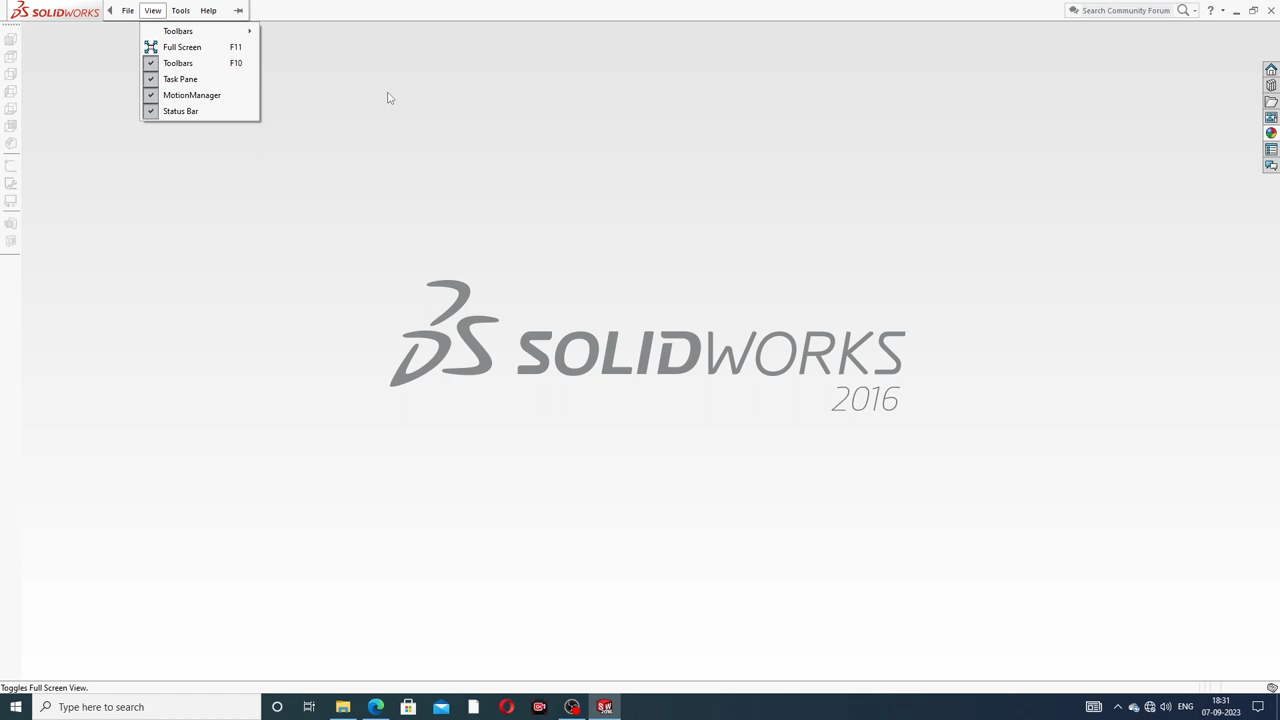 SOLIDWORKS
File View Tools Help
Search Community Forum
?
Toolbars
Full Screen F11
Toolbars F10
Task Pane
MotionManager
Status Bar
SOLIDWORKS
2016
Toggles Full Screen View.
Type here to search
ENG
18:31
07-09-2023